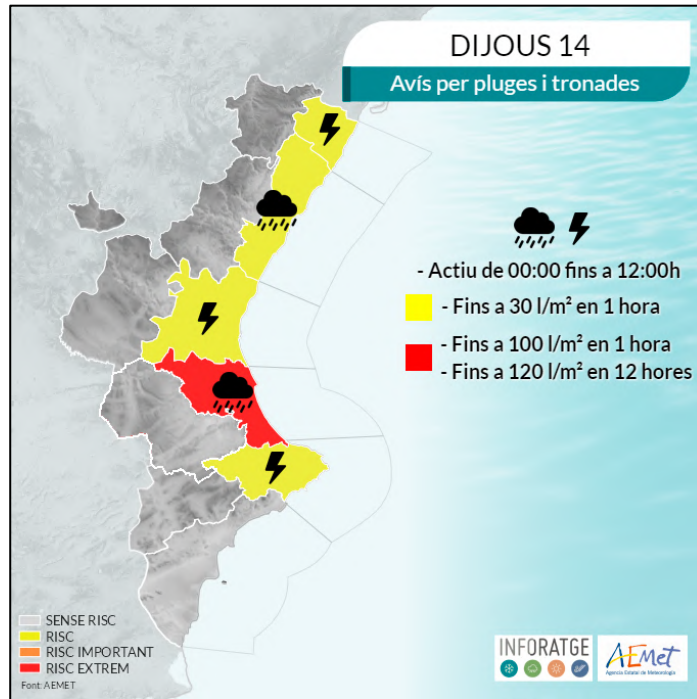 DIJOUS 14
Avís per pluges i tronades
- Actiu de 00:00 fins a 12:00h
- Fins a 30 l/m² en 1 hora
- Fins a 100 l/m² en 1 hora
- Fins a 120 l/m² en 12 hores
SENSE RISC
RISC
RISC IMPORTANT
RISC EXTREM
Font: AEMET
INFORATGE
AEmet
Agencia Estatal de Meteorología